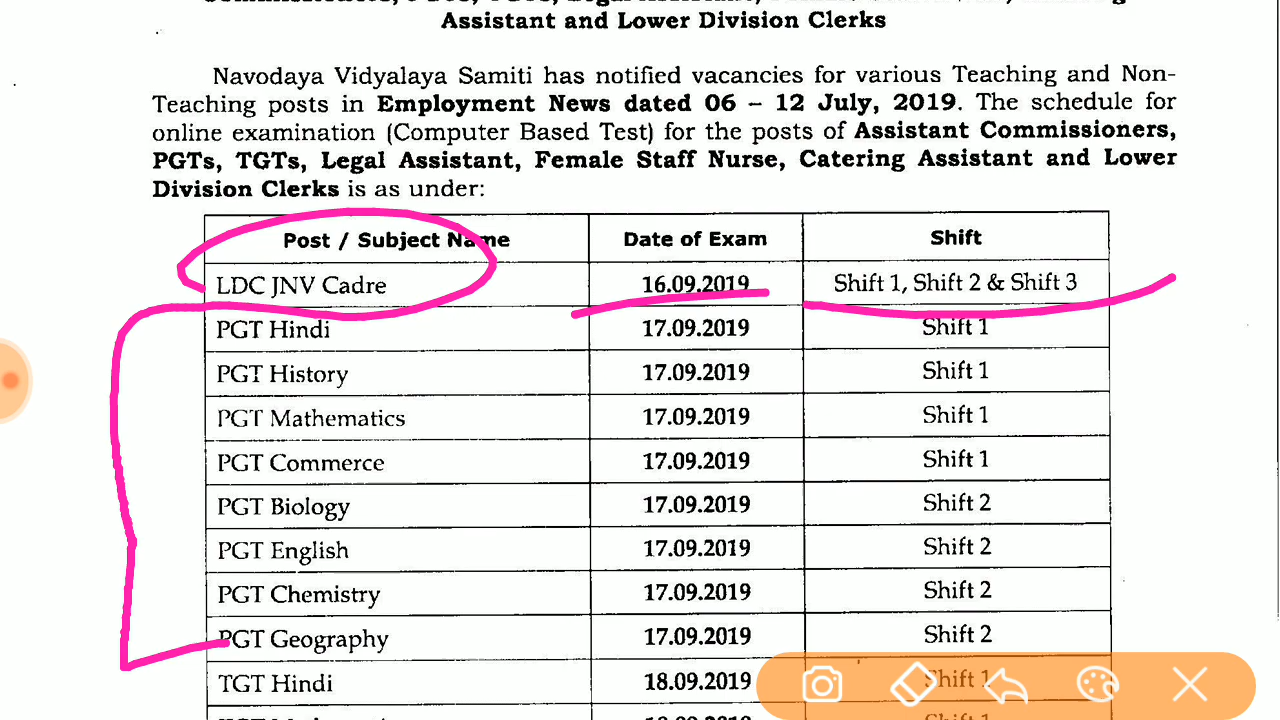 Assistant and Lower Division Clerks
Navodaya Vidyalaya Samiti has notified vacancies for various Teaching and Non-
Teaching posts in Employment News dated 06 – 12 July, 2019. The schedule for
online examination (Computer Based Test) for the posts of Assistant Commissioners,
PGTs, TGTs, Legal Assistant, Female Staff Nurse, Catering Assistant and Lower
Division Clerks is as under:
Post / Subject Name Date of Exam Shift
LDC JNV Cadre 16.09.2019 Shift 1, Shift 2 & Shift 3
PGT Hindi 17.09.2019 Shift 1
PGT History 17.09.2019 Shift 1
PGT Mathematics 17.09.2019 Shift 1
PGT Commerce 17.09.2019 Shift 1
PGT Biology 17.09.2019 Shift 2
PGT English 17.09.2019 Shift 2
PGT Chemistry 17.09.2019 Shift 2
PGT Geography 17.09.2019 Shift 2
TGT Hindi 18.09.2019 Shift 1